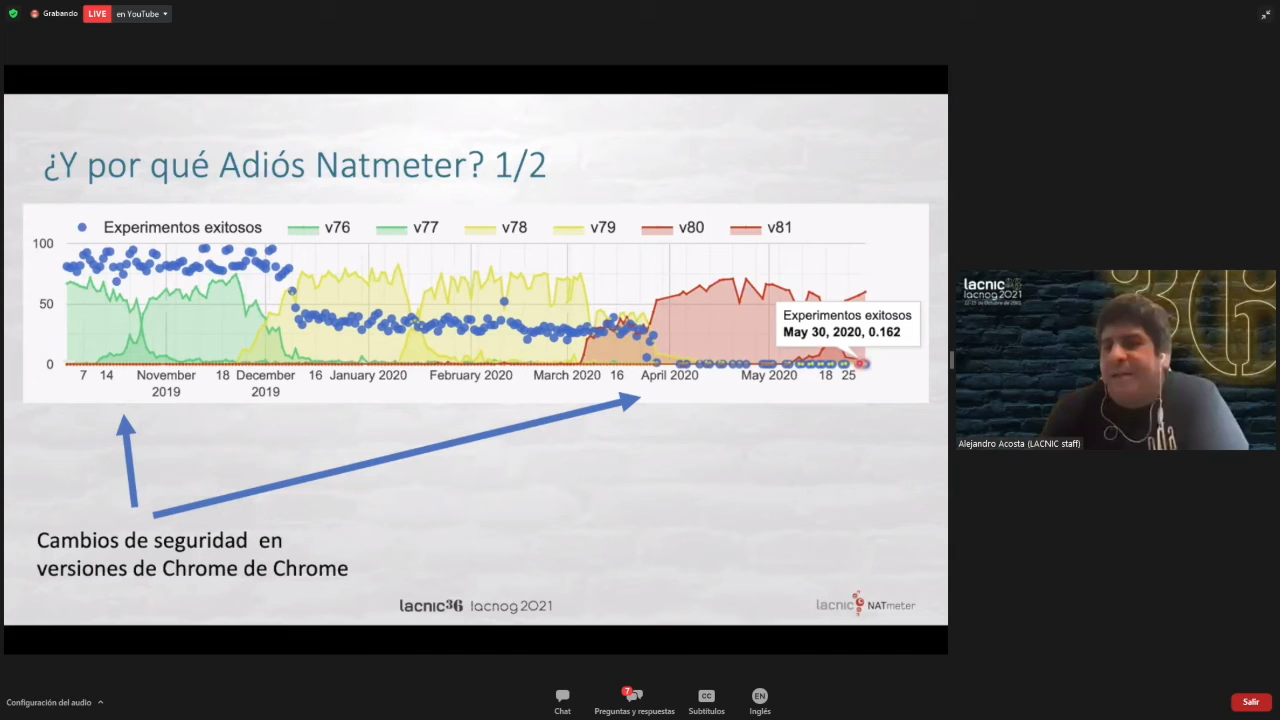 Grabando LIVE en YouTube
¿Y por qué Adiós Natmeter? 1/2
Experimentos exitosos v76 v77 v78 v79 v80 v81
100
50
0
Experimentos exitosos
May 30, 2020, 0.162
7 14 November 2019 18 December 2019 16 January 2020 February 2020 March 2020 16 April 2020 May 2020 18 25
Cambios de seguridad en
versiones de Chrome de Chrome
lacnic36 lacnog2021
lacnic NATmeter
lacnic36
lacnog2021
36
Alejandro Acosta (LACNIC staff)
Configuración del audio
Chat
7
Preguntas y respuestas
CC
Subtítulos
EN
Inglés
Salir